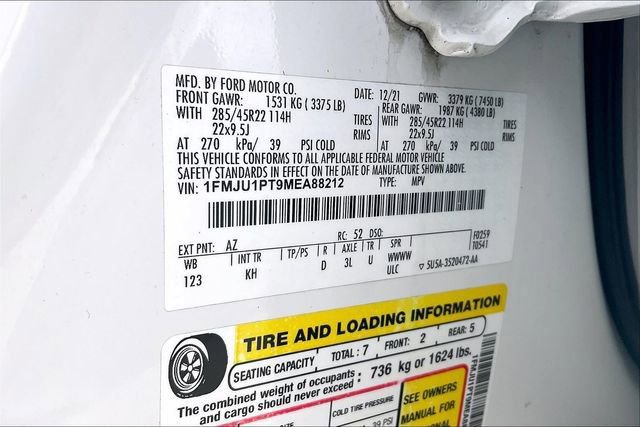 MFD. BY FORD MOTOR CO.
DATE: 12/21 GVWR: 3379 KG ( 7450 LB)
FRONT GAWR: 1531 KG ( 3375 LB) REAR GAWR: 1987 KG ( 4380 LB)
WITH 285/45R22 114H TIRES WITH 285/45R22 114H TIRES
22x9.5J RIMS 22x9.5J RIMS
AT 270 kPa/ 39 PSI COLD AT 270 kPa/ 39 PSI COLD
THIS VEHICLE CONFORMS TO ALL APPLICABLE FEDERAL MOTOR VEHICLE
SAFETY STANDARDS IN EFFECT ON THE DATE OF MANUFACTURE SHOWN ABOVE.
VIN: 1FMJU1PT9MEA88212 TYPE: MPV
F0259
T0541
EXT PNT: AZ RC: 52 DSO:
WB INT TR TP/PS R AXLE TR SPR
123 KH D 3L U WWWW
ULC ▽ 5U5A-3520472-AA
TIRE AND LOADING INFORMATION
SEATING CAPACITY TOTAL: 7 FRONT: 2 REAR: 5
The combined weight of occupants and cargo should never exceed: 736 kg or 1624 lbs.
COLD TIRE PRESSURE
SEE OWNERS
MANUAL FOR